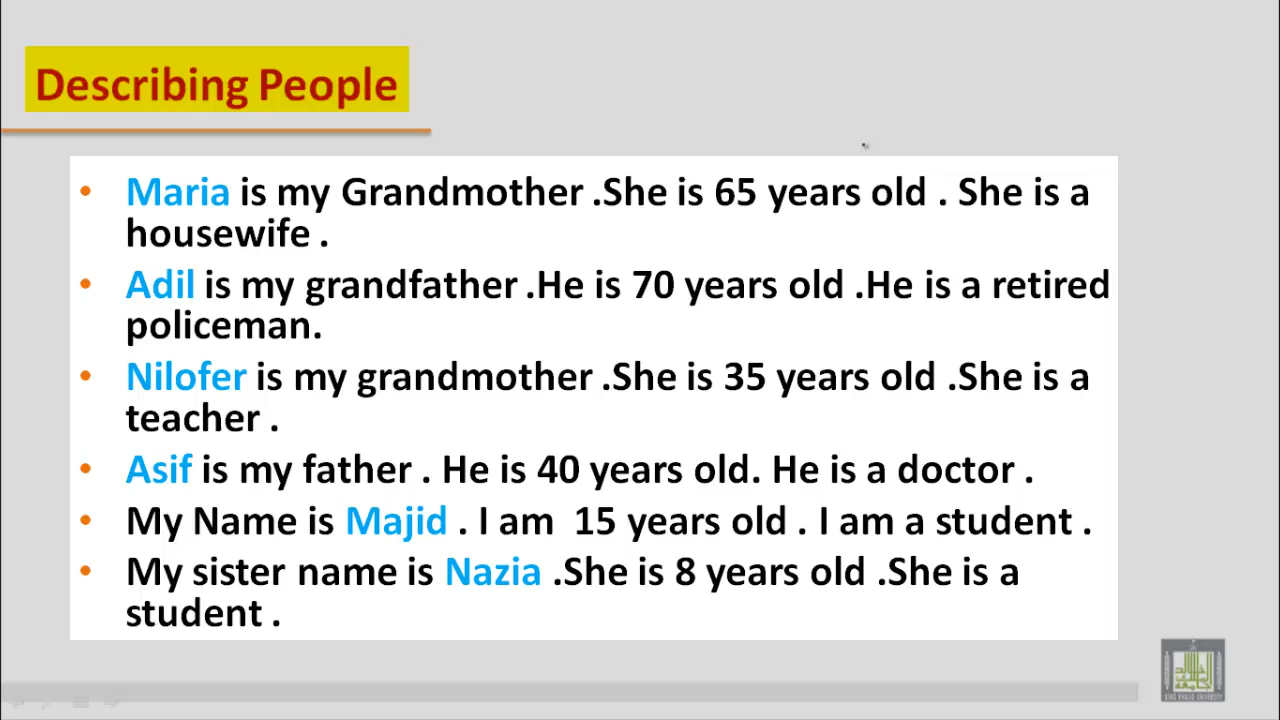 Describing People
• Maria is my Grandmother .She is 65 years old . She is a
housewife .
• Adil is my grandfather .He is 70 years old .He is a retired
policeman.
• Nilofer is my grandmother .She is 35 years old .She is a
teacher .
• Asif is my father . He is 40 years old. He is a doctor .
• My Name is Majid . I am  15 years old . I am a student .
• My sister name is Nazia .She is 8 years old .She is a
student .
KING KHALID UNIVERSITY